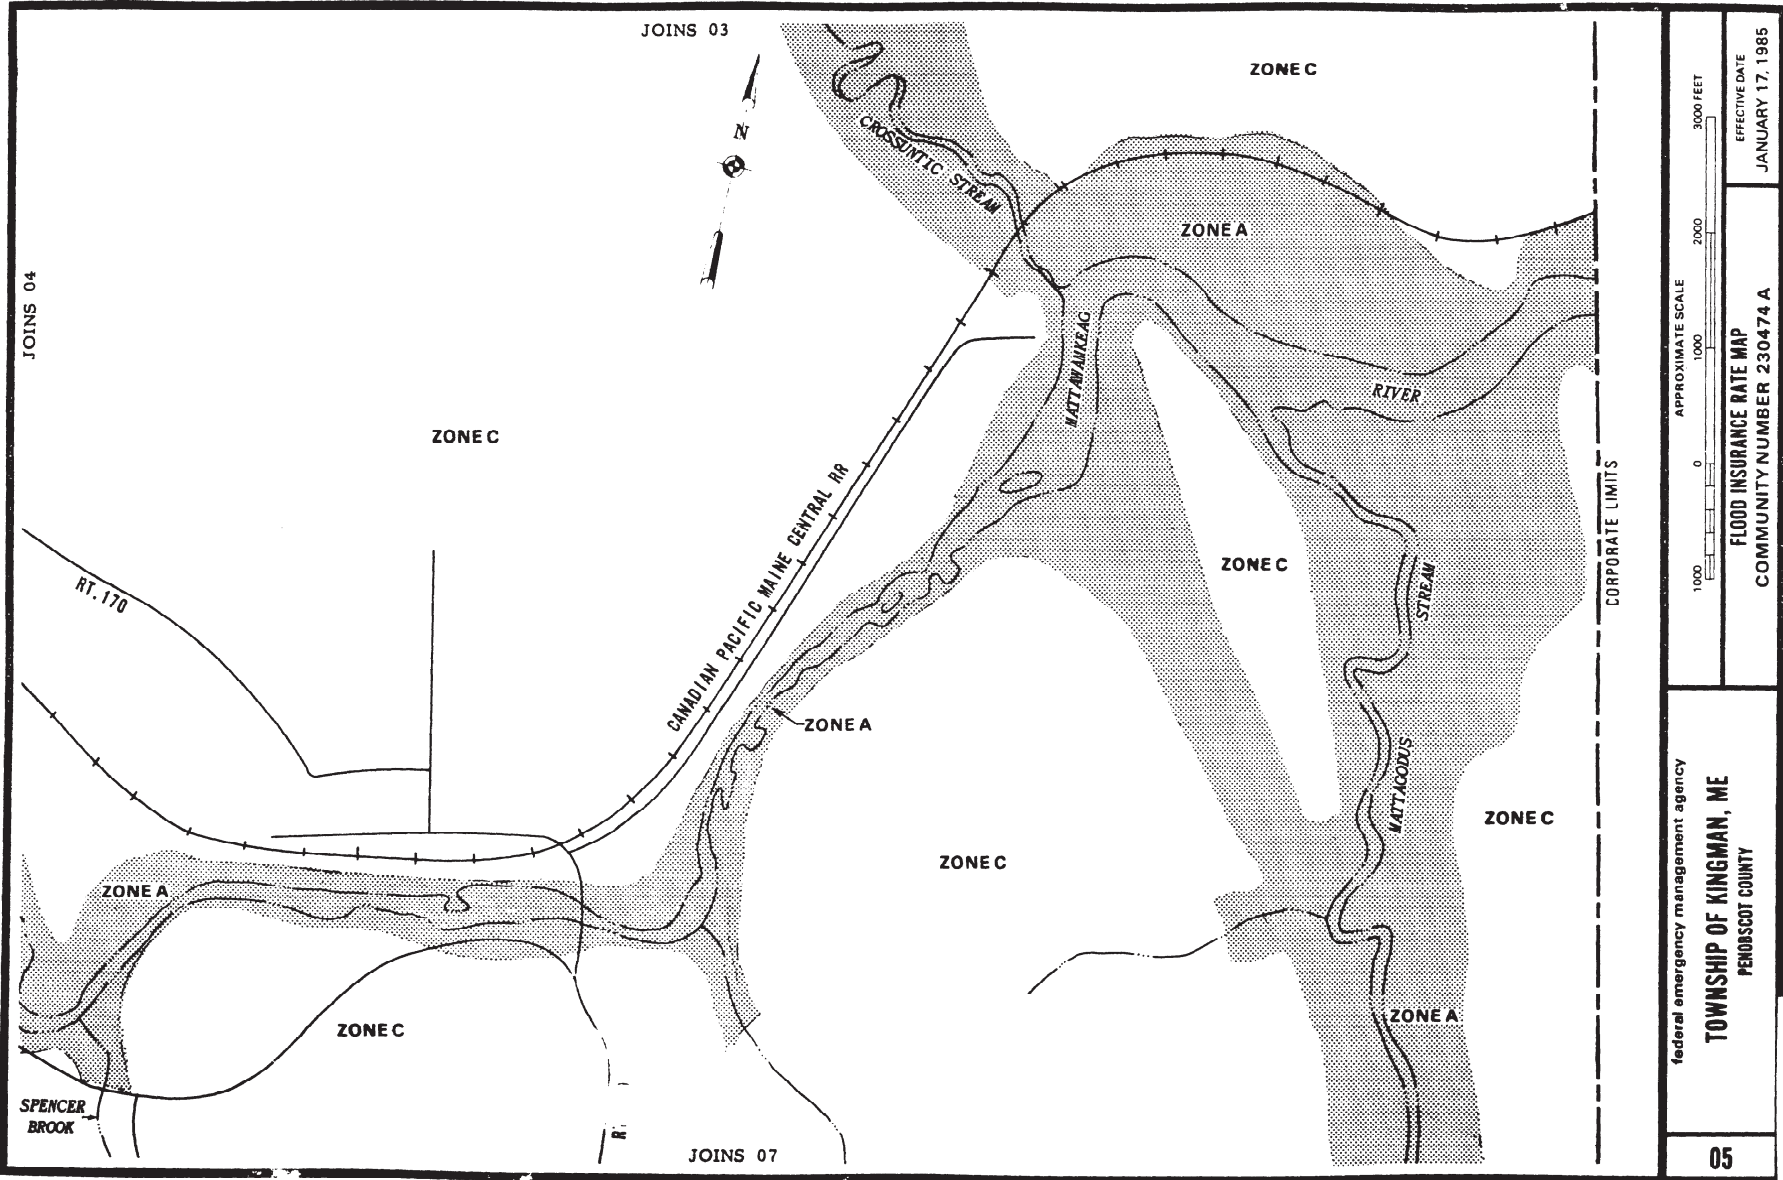 JOINS 03
ZONE C
N
CROSSUNTIC STREAM
ZONE A
JOINS 04
MATTAWAMKEAG
RIVER
ZONE C
CANADIAN PACIFIC MAINE CENTRAL RR
CORPORATE LIMITS
ZONE C
RT. 170
STREAM
ZONE A
MATTAGODUS
ZONE C
ZONE C
ZONE A
ZONE C
ZONE A
SPENCER
BROOK
JOINS 07
APPROXIMATE SCALE
1000 0 1000 2000 3000 FEET
EFFECTIVE DATE
JANUARY 17, 1985
FLOOD INSURANCE RATE MAP
COMMUNITY NUMBER 230474 A
federal emergency management agency
TOWNSHIP OF KINGMAN, ME
PENOBSCOT COUNTY
05